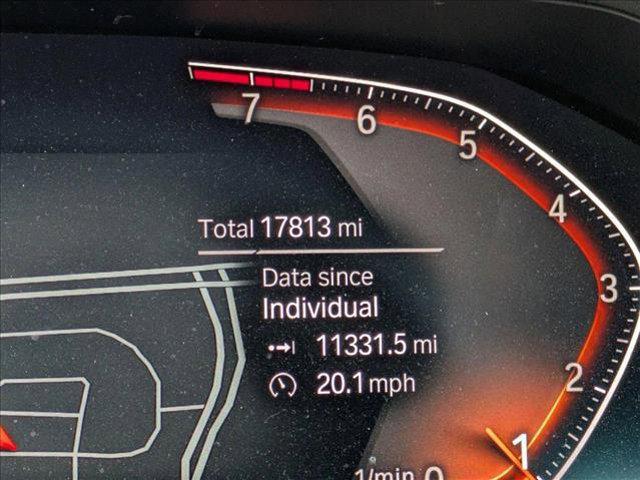 7
6
5
4
3
2
1
0
1/min
Total 17813 mi
Data since
Individual
11331.5 mi
20.1 mph